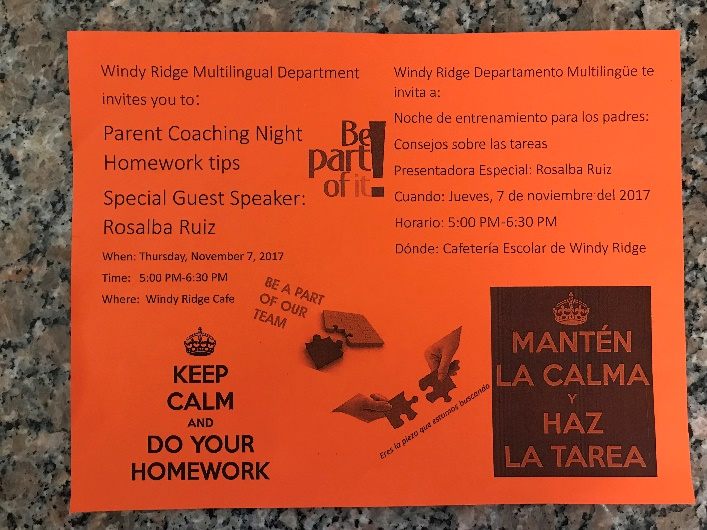 Windy Ridge Multilingual Department
invites you to:
Parent Coaching Night
Homework tips
Special Guest Speaker:
Rosalba Ruiz
When: Thursday, November 7, 2017
Time: 5:00 PM-6:30 PM
Where: Windy Ridge Cafe
Be
part!
of it
Windy Ridge Departamento Multilingüe te
invita a:
Noche de entrenamiento para los padres:
Consejos sobre las tareas
Presentadora Especial: Rosalba Ruiz
Cuando: Jueves, 7 de noviembre del 2017
Horario: 5:00 PM-6:30 PM
Dónde: Cafetería Escolar de Windy Ridge
BE A PART
OF OUR
TEAM
KEEP
CALM
AND
DO YOUR
HOMEWORK
Eres la pieza que estamos buscando
MANTÉN
LA CALMA
Y
HAZ
LA TAREA